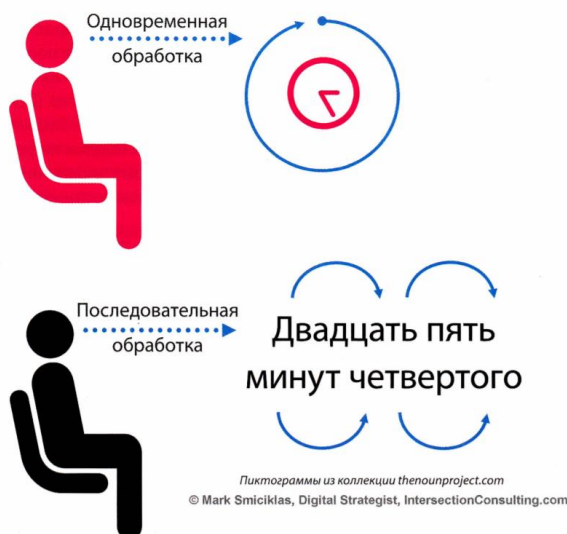 Одновременная
обработка
Последовательная
обработка
Двадцать пять
минут четвертого
Пиктограммы из коллекции thenounproject.com
© Mark Smiciklas, Digital Strategist, IntersectionConsulting.com